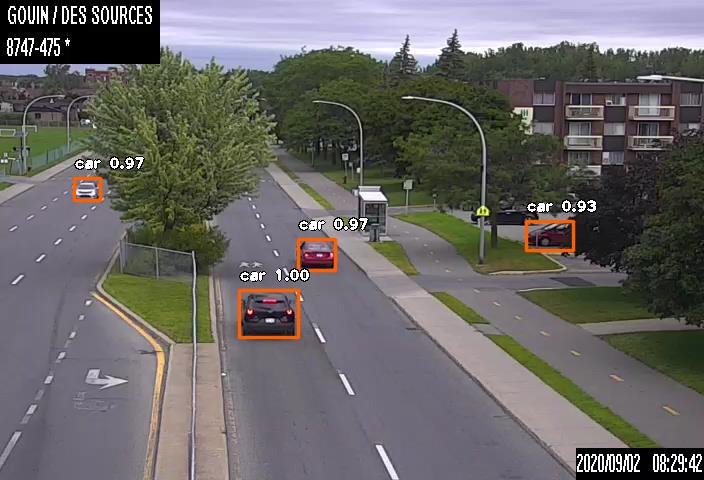 GOUIN / DES SOURCES
8747-475 *
car 0.97
car 0.93
car 0.97
car 1.00
2020/09/02 08:29:42